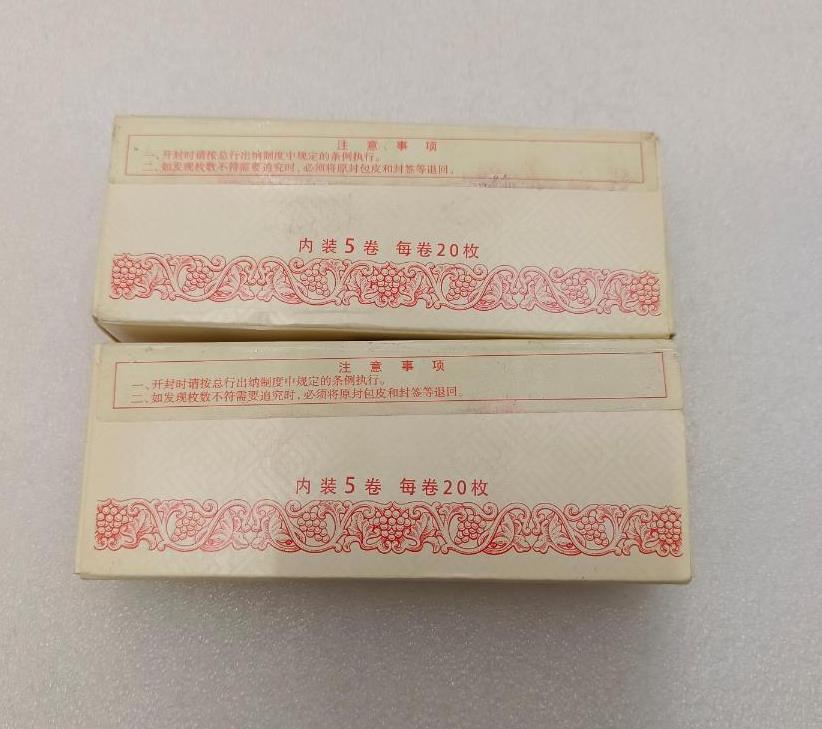 注意事项
一、开封时请按总行出纳制度中规定的条例执行。
二、如发现枚数不符需要追究时，必须将原封包皮和封签等退回。
内装5卷 每卷20枚
注意事项
一、开封时请按总行出纳制度中规定的条例执行。
二、如发现枚数不符需要追究时，必须将原封包皮和封签等退回。
内装5卷 每卷20枚